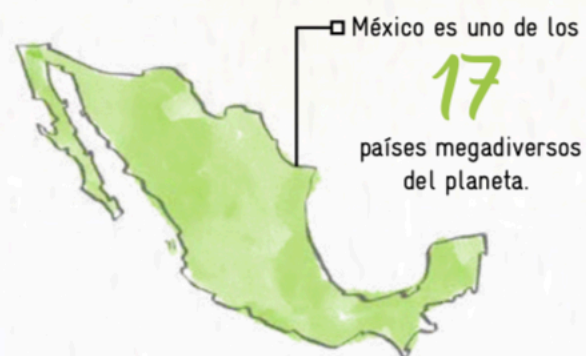 México es uno de los
17
países megadiversos
del planeta.